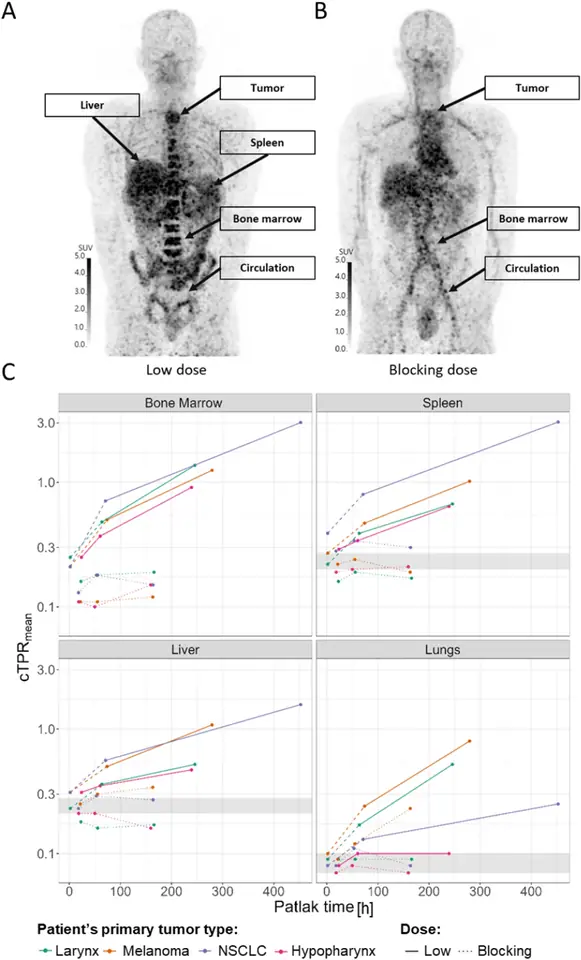 A
B
Liver
Tumor
Spleen
Bone marrow
Circulation
SUV
5.0
4.0
3.0
2.0
1.0
0.0
Low dose
Tumor
Bone marrow
Circulation
SUV
5.0
4.0
3.0
2.0
1.0
0.0
Blocking dose
C
Bone Marrow
Spleen
3.0
1.0
0.3
0.1
Liver
Lungs
3.0
1.0
0.3
0.1
cTPRmean
0 100 200 300 400 0 100 200 300 400
Patlak time[h]
Patient's primary tumor type: Dose:
Larynx Melanoma NSCLC Hypopharynx Low Blocking